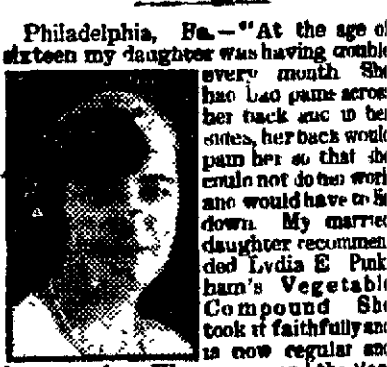 Philadelphia, Pa.—"At the age of
sixteen my daughter was having trouble
every month She
had bad pains across
her back and in her
sides, her back would
pain her so that she
could not do her work
and would have to lie
down. My married
daughter recommen-
ded Lydia E Pink-
ham's Vegetable
Compound She
took it faithfully and
is now regular and